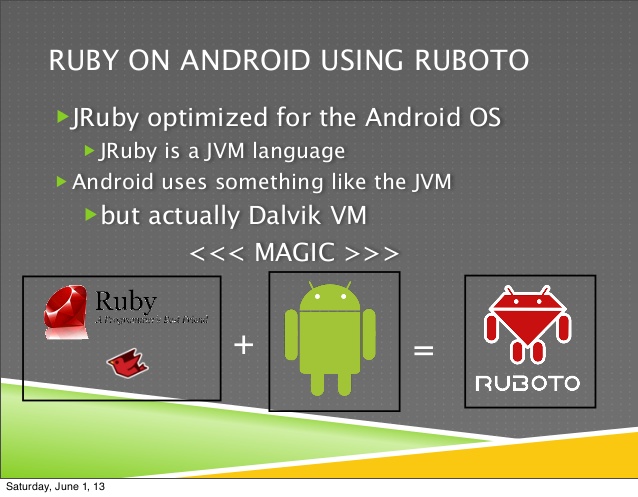 RUBY ON ANDROID USING RUBOTO
JRuby optimized for the Android OS
JRuby is a JVM language
Android uses something like the JVM
but actually Dalvik VM
<<< MAGIC >>>
Ruby
A Programmer's Best Friend
+
=
RUBOTO
Saturday, June 1, 13